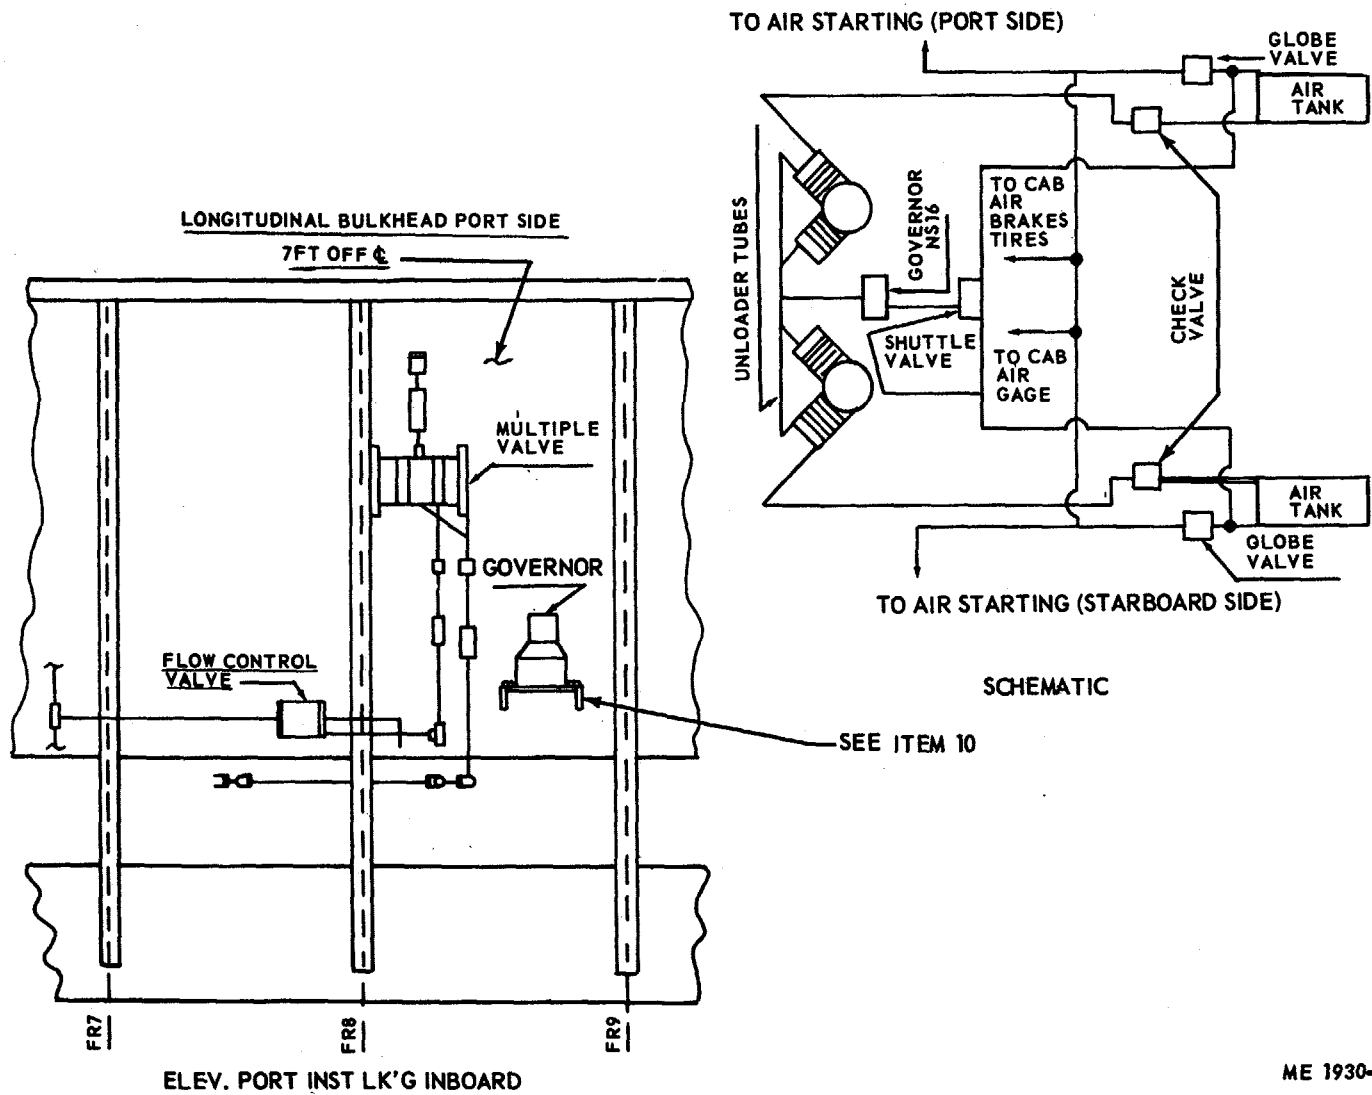 TO AIR STARTING (PORT SIDE)
GLOBE
VALVE
AIR
TANK
LONGITUDINAL BULKHEAD PORT SIDE
7FT OFF ℄
UNLOADER TUBES
GOVERNOR
NS16
TO CAB
AIR
BRAKES
TIRES
CHECK
VALVE
SHUTTLE
VALVE
TO CAB
AIR
GAGE
MULTIPLE
VALVE
AIR
TANK
GLOBE
VALVE
GOVERNOR
TO AIR STARTING (STARBOARD SIDE)
FLOW CONTROL
VALVE
SCHEMATIC
SEE ITEM 10
FR7
FR8
FR9
ELEV. PORT INST LK'G INBOARD
ME 1930-